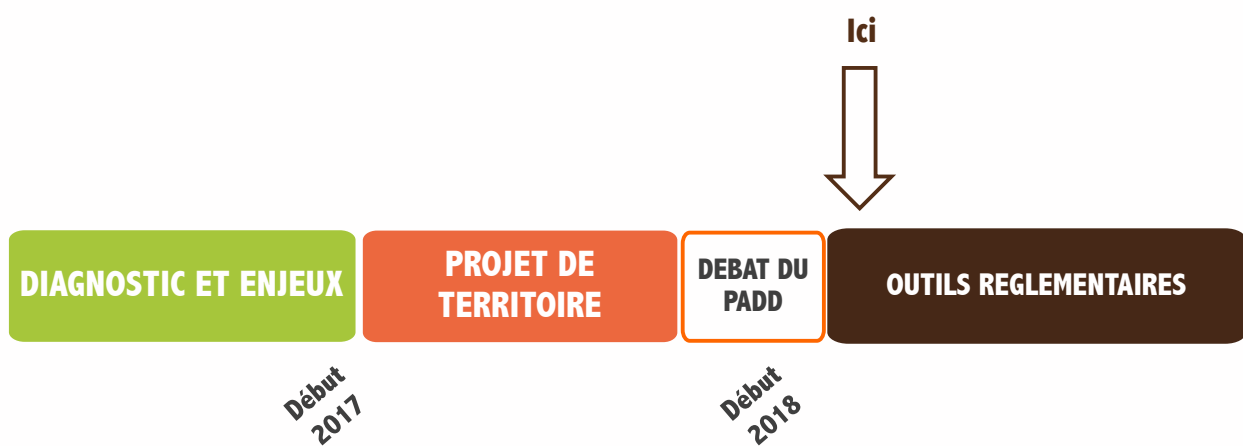 Ici
DIAGNOSTIC ET ENJEUX
PROJET DE
TERRITOIRE
DEBAT DU
PADD
OUTILS REGLEMENTAIRES
Début
2017
Début
2018